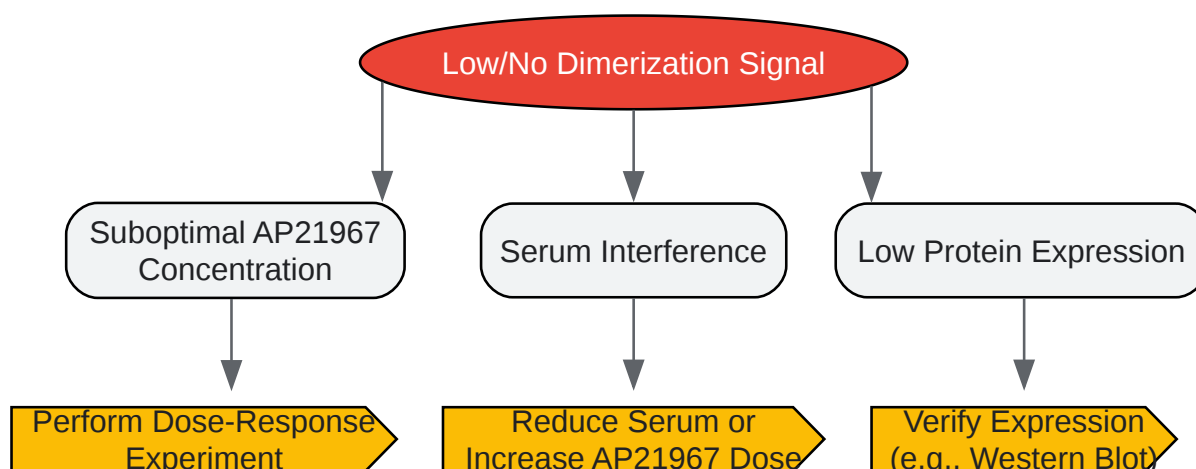 Low/No Dimerization Signal
Suboptimal AP21967
Concentration
Serum Interference
Low Protein Expression
Perform Dose-Response
Experiment
Reduce Serum or
Increase AP21967 Dose
Verify Expression
(e.g., Western Blot)